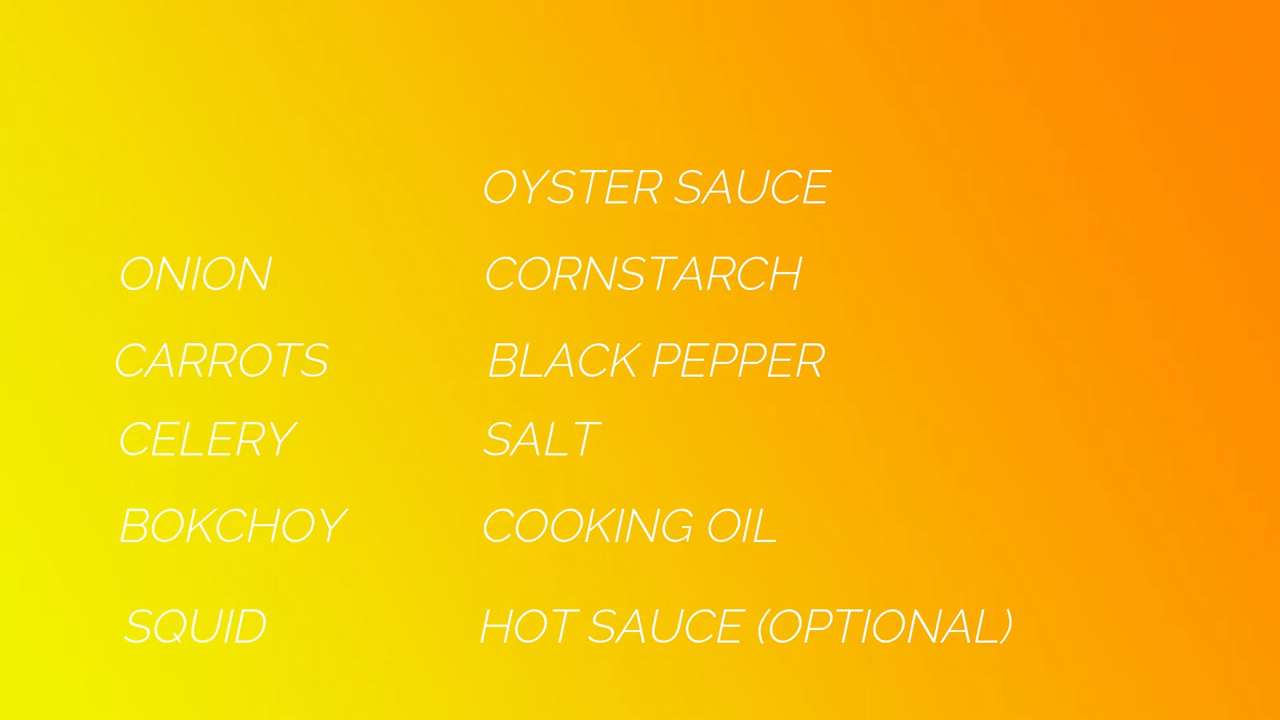 ONION
CARROTS
CELERY
BOKCHOY
SQUID
OYSTER SAUCE
CORNSTARCH
BLACK PEPPER
SALT
COOKING OIL
HOT SAUCE (OPTIONAL)